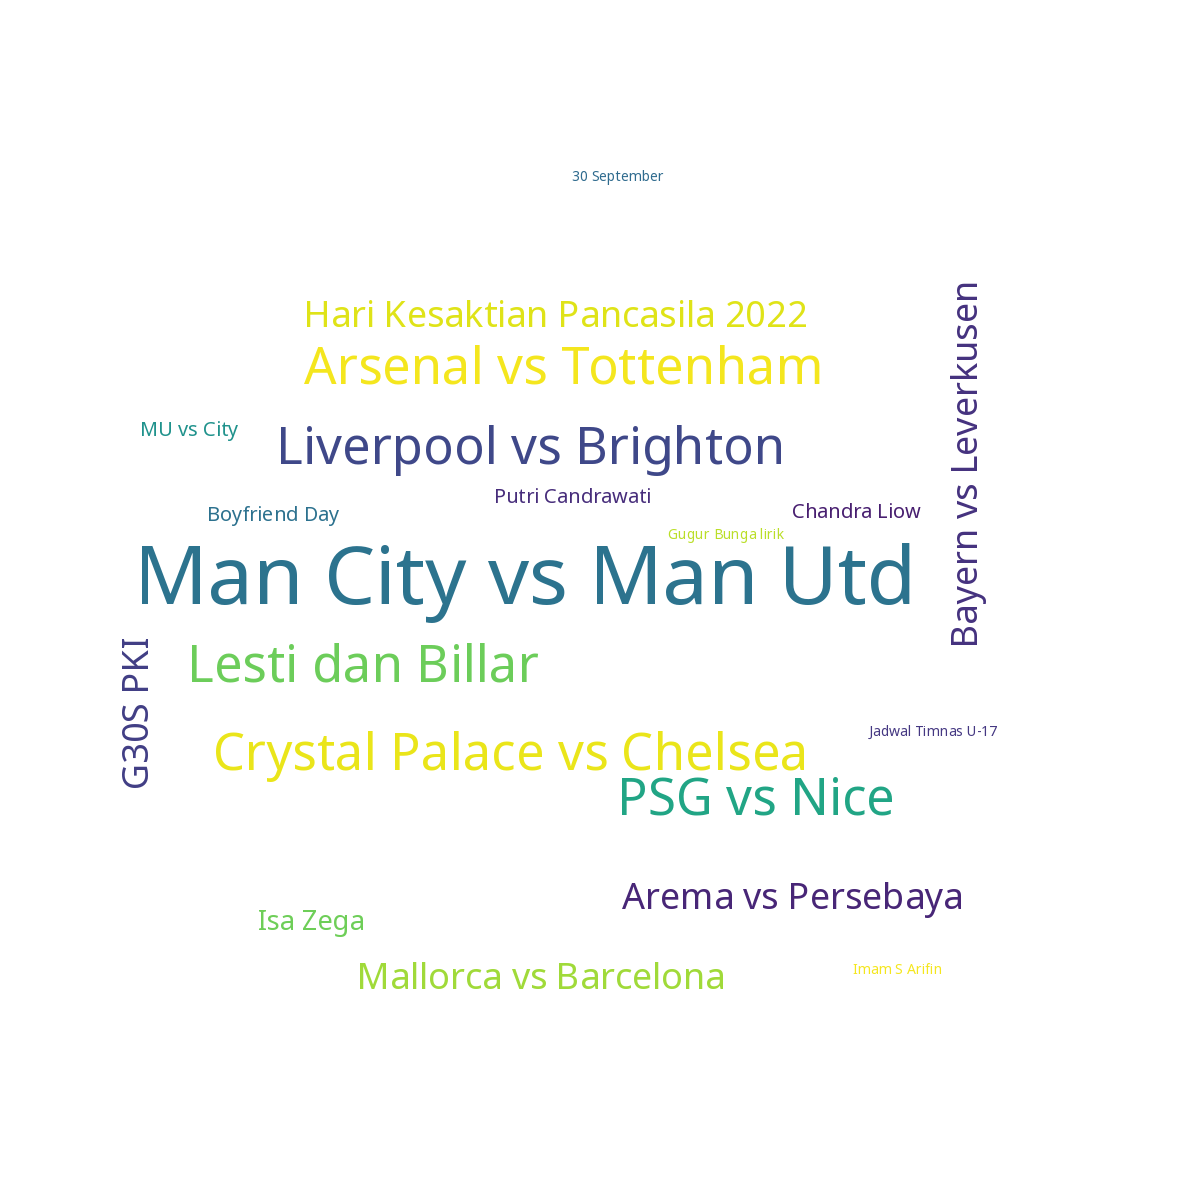 30 September
Hari Kesaktian Pancasila 2022
Arsenal vs Tottenham
Bayern vs Leverkusen
MU vs City
Liverpool vs Brighton
Putri Candrawati
Boyfriend Day
Chandra Liow
Gugur Bunga lirik
Man City vs Man Utd
G30S PKI
Lesti dan Billar
Jadwal Timnas U-17
Crystal Palace vs Chelsea
PSG vs Nice
Arema vs Persebaya
Isa Zega
Mallorca vs Barcelona
Imam S Arifin